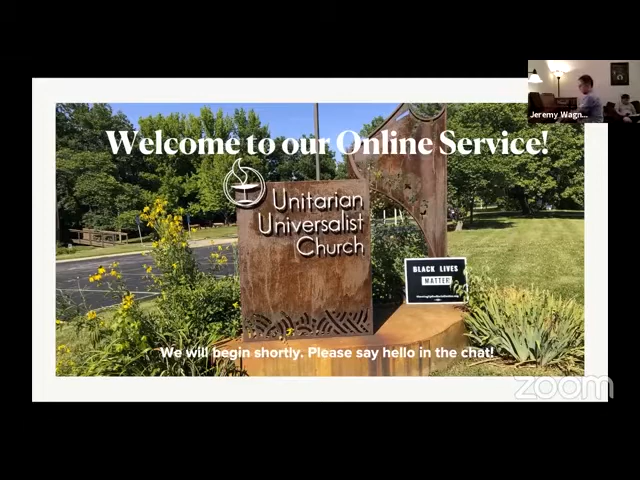 Welcome to our Online Service!
Jeremy Wagn...
Unitarian
Universalist
Church
BLACK LIVES
MATTER
We will begin shortly. Please say hello in the chat!
zoom